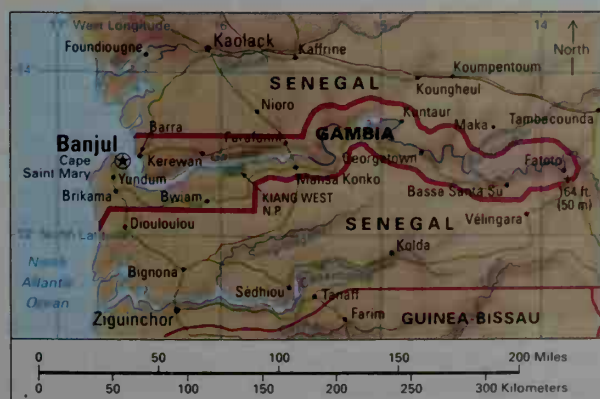 17 West Longitude 16 15 14
North
Foundiougne
Kaolack
Kaffrine
14
Koumpentoum
Koungheul
SENEGAL
Nioro
Kuntaur
Maka
Tambacounda
Barra
Farafenni
GAMBIA
Banjul
Cape
Saint Mary
Kerewan
Georgetown
Fatoto
Yundum
Mansa Konko
Brikama
Bwiam
KIANG WEST
N.P.
Basse Santa Su
164 ft.
(50 m)
SENEGAL
Vélingara
Diouloulou
Kolda
North
Atlantic
Ocean
Bignona
Sédhiou
Tanaff
Ziguinchor
Farim
GUINEA-BISSAU
0 50 100 150 200 Miles
0 50 100 150 200 250 300 Kilometers